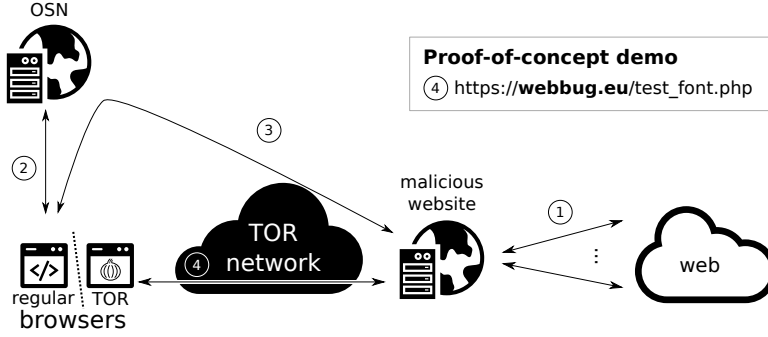 OSN
Proof-of-concept demo
4 https://webbug.eu/test_font.php
3
2
malicious
website
1
TOR
network
4
...
web
</>
regular TOR
browsers